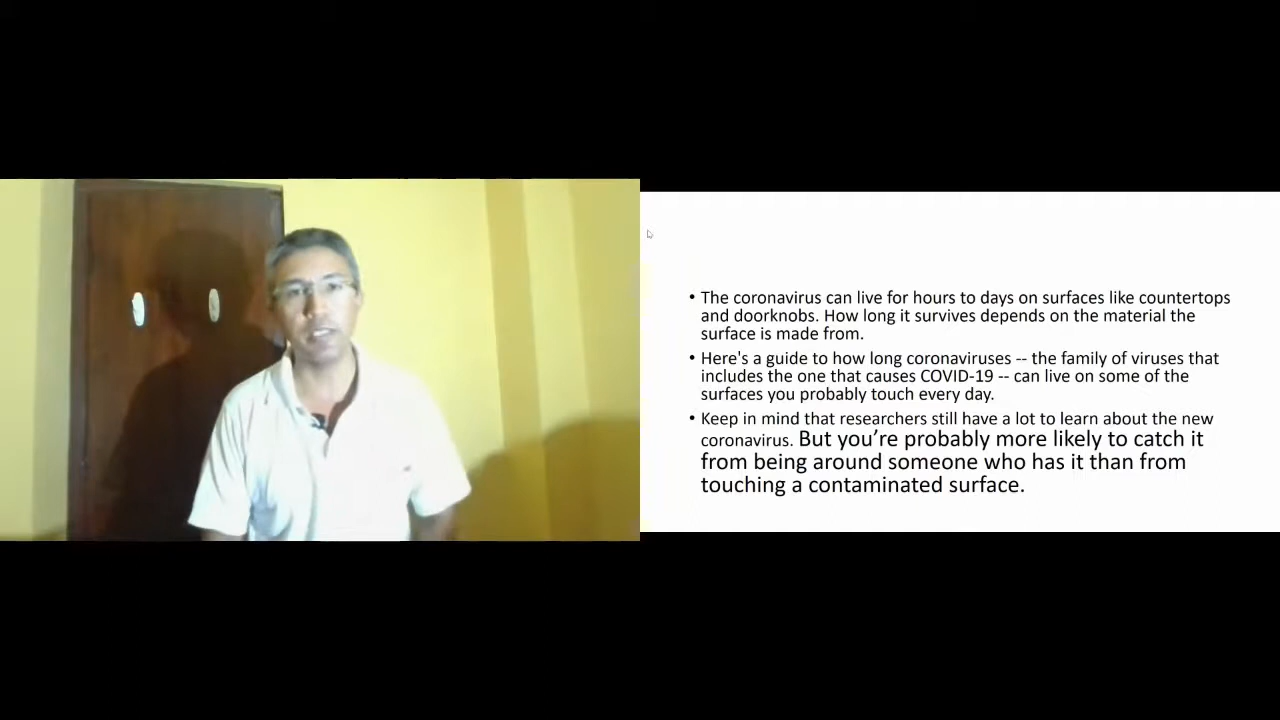 • The coronavirus can live for hours to days on surfaces like countertops
and doorknobs. How long it survives depends on the material the
surface is made from.
• Here's a guide to how long coronaviruses -- the family of viruses that
includes the one that causes COVID-19 -- can live on some of the
surfaces you probably touch every day.
• Keep in mind that researchers still have a lot to learn about the new
coronavirus. But you’re probably more likely to catch it
from being around someone who has it than from
touching a contaminated surface.